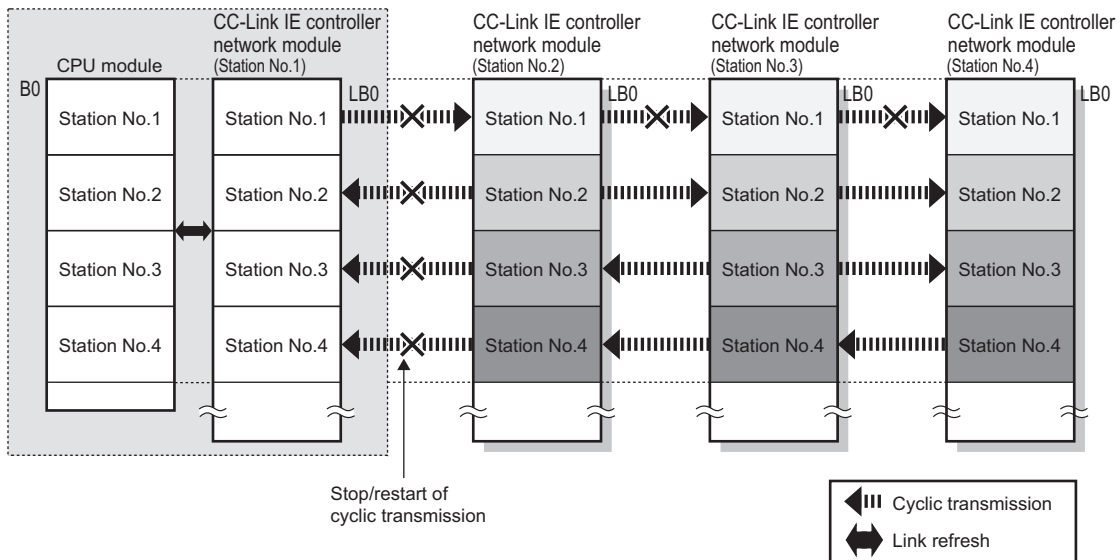 CC-Link IE controller
network module
(Station No.1)
CC-Link IE controller
network module
(Station No.2)
CC-Link IE controller
network module
(Station No.3)
CC-Link IE controller
network module
(Station No.4)
CPU module
B0
LB0
LB0
LB0
LB0
Station No.1
Station No.1
Station No.1
Station No.1
Station No.1
Station No.2
Station No.2
Station No.2
Station No.2
Station No.2
Station No.3
Station No.3
Station No.3
Station No.3
Station No.3
Station No.4
Station No.4
Station No.4
Station No.4
Station No.4
Stop/restart of
cyclic transmission
Cyclic transmission
Link refresh